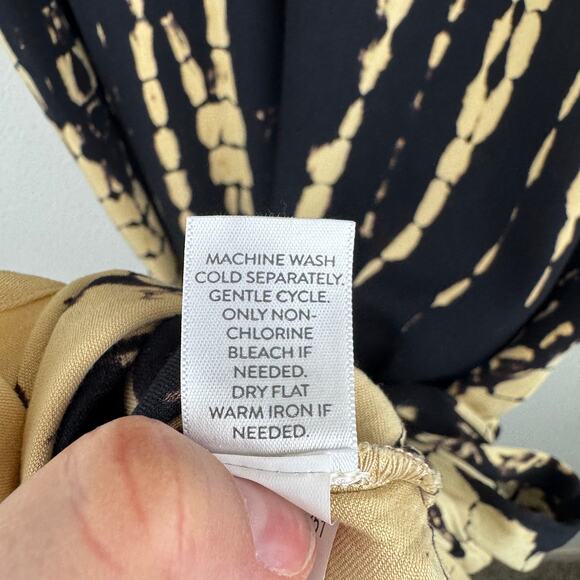 MACHINE WASH
COLD SEPARATELY.
GENTLE CYCLE.
ONLY NON-
CHLORINE
BLEACH IF
NEEDED.
DRY FLAT
WARM IRON IF
NEEDED.